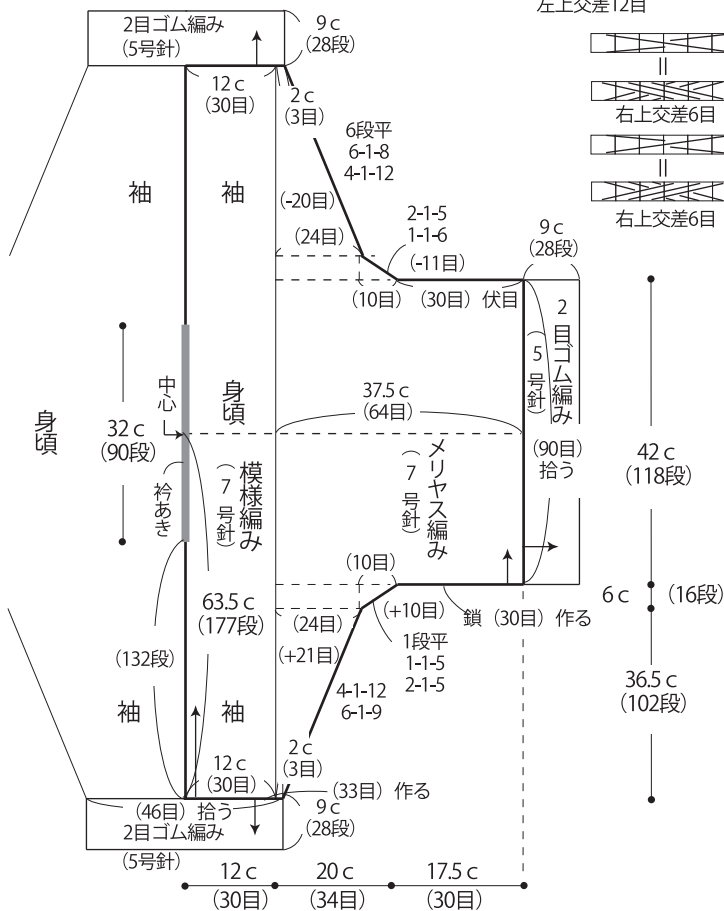 左上交差12目
2目ゴム編み
(5号針)
9c
(28段)
12c
(30目)
2c
(3目)
6段平
6-1-8
4-1-12
=
右上交差6目
=
右上交差6目
袖
袖
(-20目)
(24目)
2-1-5
1-1-6
(-11目)
9c
(28段)
(10目)
(30目) 伏目
2目ゴム編み
(5号針)
身頃
32c
(90段)
中心
衿あき
身頃
模様編み
(7号針)
37.5c
(64目)
メリヤス編み
(7号針)
(90目)
拾う
42c
(118段)
(10目)
63.5c
(177段)
(24目)
(+21目)
(+10目)
鎖 (30目) 作る
6c
(16段)
1段平
1-1-5
2-1-5
(132段)
袖
袖
4-1-12
6-1-9
36.5c
(102段)
12c
(30目)
2c
(3目)
(33目) 作る
(46目) 拾う
2目ゴム編み
(5号針)
9c
(28段)
12c
(30目)
20c
(34目)
17.5c
(30目)